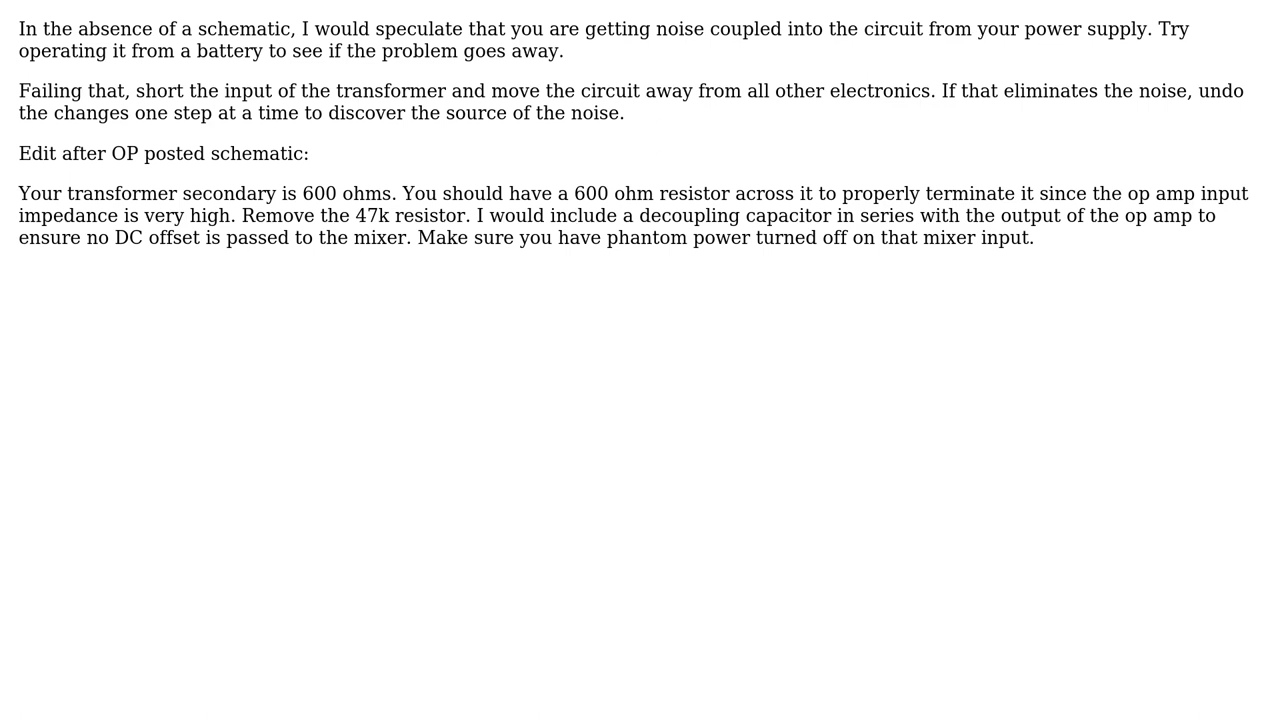 In the absence of a schematic, I would speculate that you are getting noise coupled into the circuit from your power supply. Try
operating it from a battery to see if the problem goes away.
Failing that, short the input of the transformer and move the circuit away from all other electronics. If that eliminates the noise, undo
the changes one step at a time to discover the source of the noise.
Edit after OP posted schematic:
Your transformer secondary is 600 ohms. You should have a 600 ohm resistor across it to properly terminate it since the op amp input
impedance is very high. Remove the 47k resistor. I would include a decoupling capacitor in series with the output of the op amp to
ensure no DC offset is passed to the mixer. Make sure you have phantom power turned off on that mixer input.